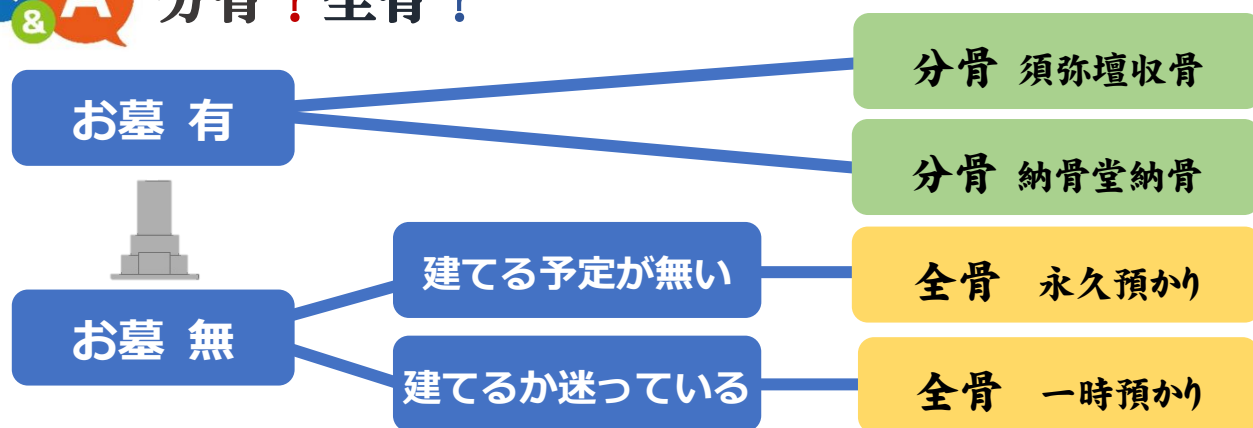 &A 分骨！全骨！
お墓 有
分骨 須弥壇収骨
分骨 納骨堂納骨
お墓 無
建てる予定が無い
全骨 永久預かり
建てるか迷っている
全骨 一時預かり